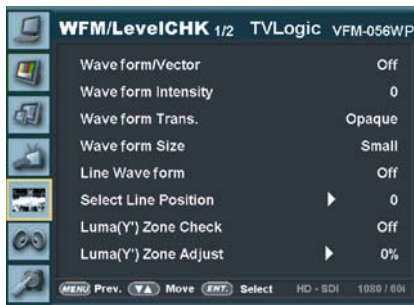 WFM/LevelCHK 1/2 TVLogic VFM-056WP
Wave form/Vector Off
Wave form Intensity 0
Wave form Trans. Opaque
Wave form Size Small
Line Wave form Off
Select Line Position ▶ 0
Luma(Y') Zone Check Off
Luma(Y') Zone Adjust ▶ 0%
MENU Prev. ▼▲ Move ENT. Select HD - SDI 1080 / 60i